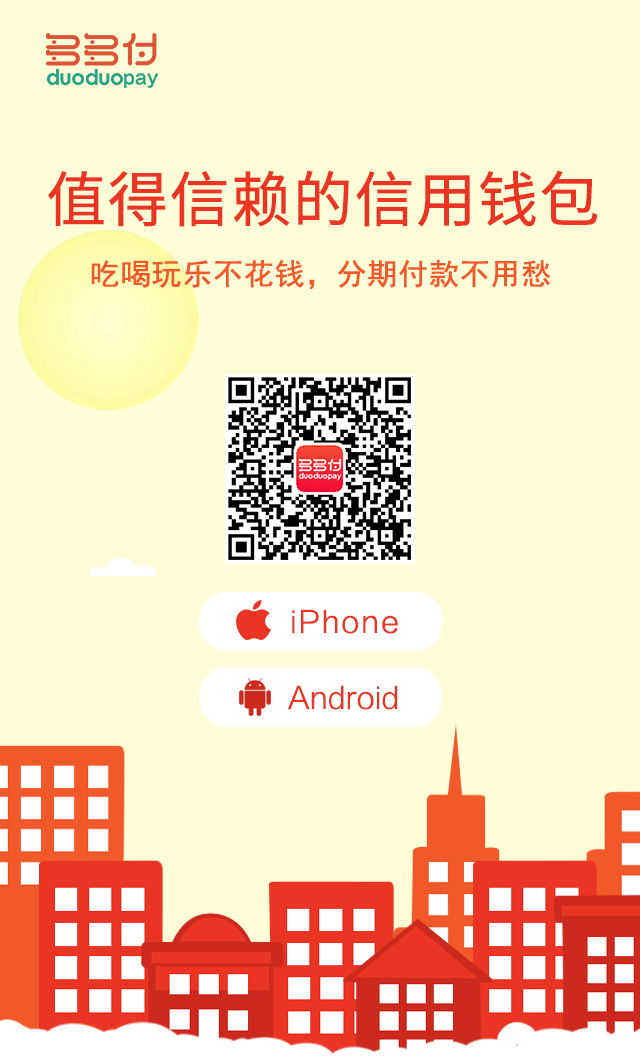 多多付
duoduopay
值得信赖的信用钱包
吃喝玩乐不花钱，分期付款不用愁
多多付
duoduopay
iPhone
Android